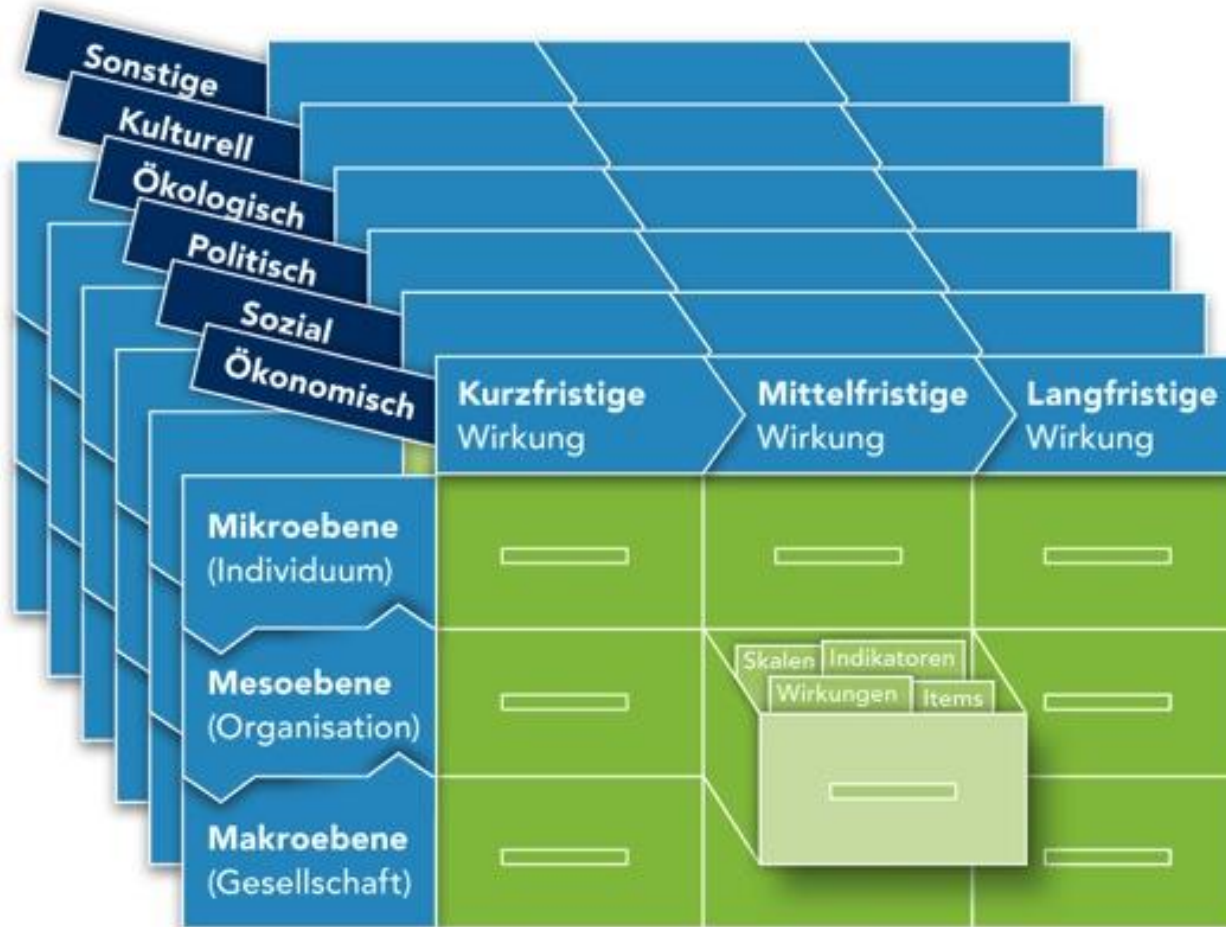 Sonstige
Kulturell
Ökologisch
Politisch
Sozial
Ökonomisch
Kurzfristige
Wirkung
Mittelfristige
Wirkung
Langfristige
Wirkung
Mikroebene
(Individuum)
Mesoebene
(Organisation)
Makroebene
(Gesellschaft)
Skalen
Indikatoren
Wirkungen
Items